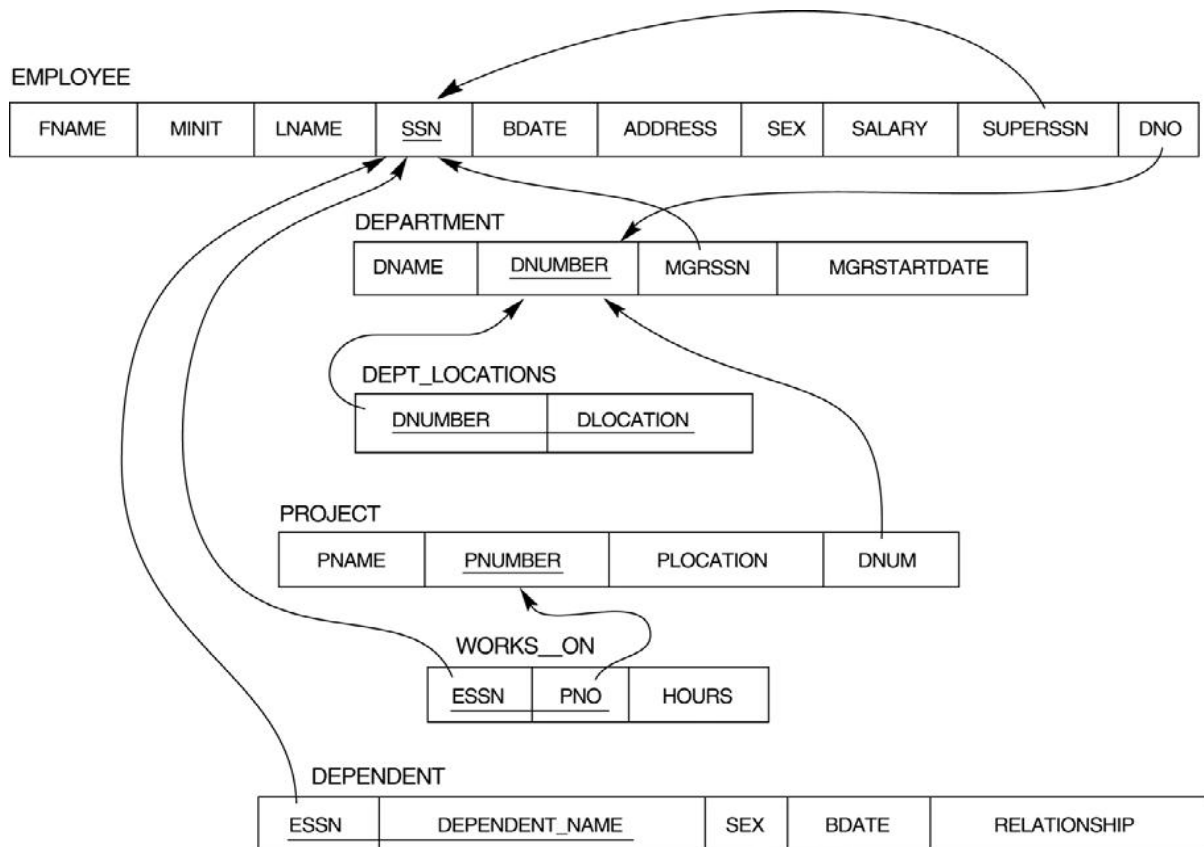 EMPLOYEE
FNAME MINIT LNAME SSN BDATE ADDRESS SEX SALARY SUPERSSN DNO
DEPARTMENT
DNAME DNUMBER MGRSSN MGRSTARTDATE
DEPT_LOCATIONS
DNUMBER DLOCATION
PROJECT
PNAME PNUMBER PLOCATION DNUM
WORKS__ON
ESSN PNO HOURS
DEPENDENT
ESSN DEPENDENT_NAME SEX BDATE RELATIONSHIP